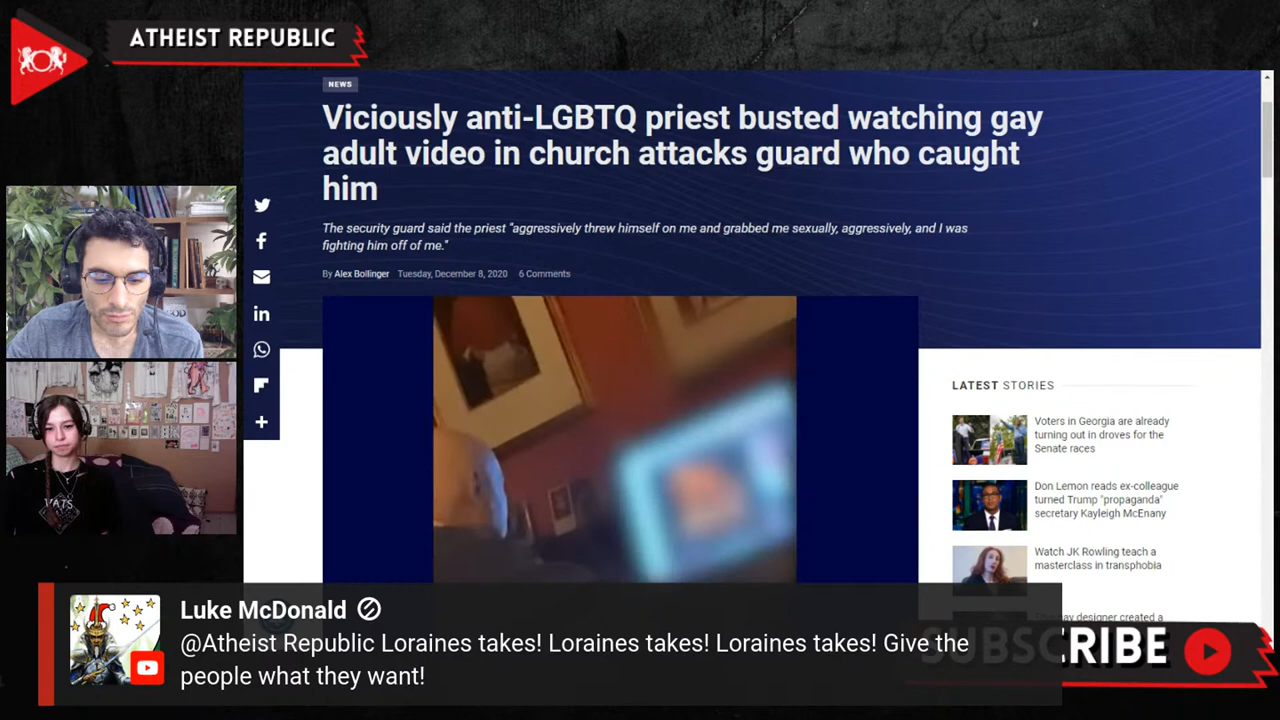 ATHEIST REPUBLIC
NEWS
Viciously anti-LGBTQ priest busted watching gay
adult video in church attacks guard who caught
him
The security guard said the priest "aggressively threw himself on me and grabbed me sexually, aggressively, and I was
fighting him off of me."
By Alex Bollinger Tuesday, December 8, 2020 6 Comments
LATEST STORIES
Voters in Georgia are already
turning out in droves for the
Senate races
Don Lemon reads ex-colleague
turned Trump "propaganda"
secretary Kayleigh McEnany
Watch JK Rowling teach a
masterclass in transphobia
designer created a
Luke McDonald
@Atheist Republic Loraines takes! Loraines takes! Loraines takes! Give the
people what they want!
SUBSCRIBE